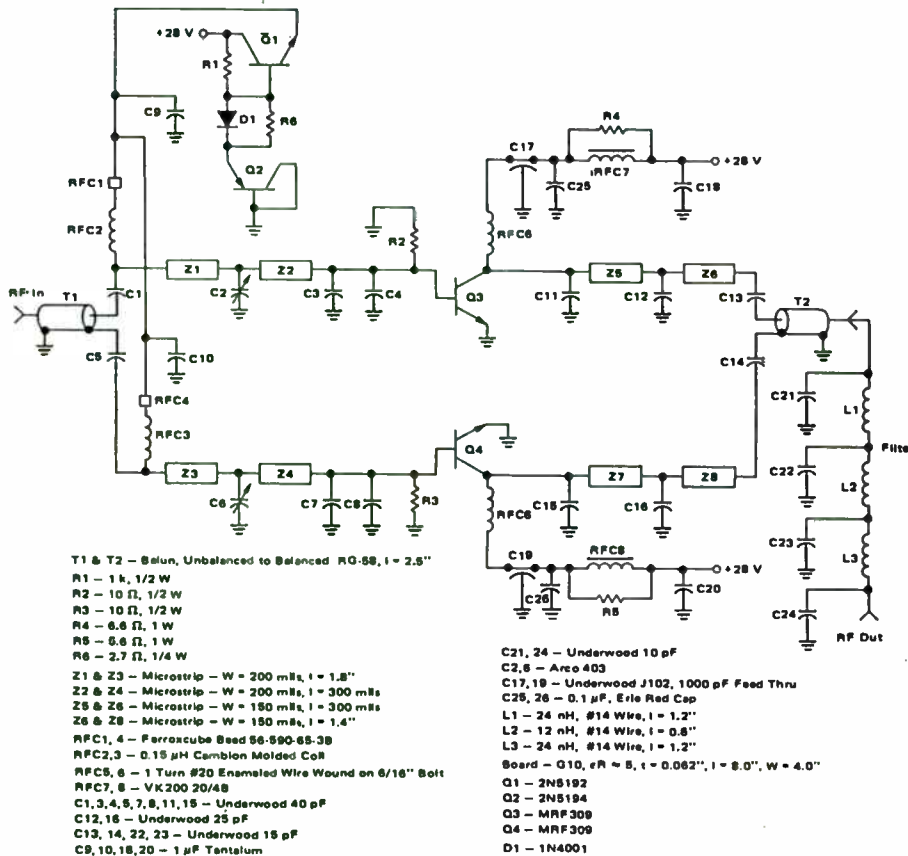 +28 V
Q1
R1
C9
D1
R6
R4
C17
RFC7
+28 V
C25
C18
Q2
RFC1
RFC2
R2
RFC6
Z1
Z2
Z5
Z6
C1
C2
C3
C4
Q3
C11
C12
C13
T2
RF In
T1
C5
C10
C14
RFC4
RFC3
C21
L1
Q4
Filte
Z3
Z4
Z7
Z8
C22
L2
C6
C7
C8
R3
RFC6
C15
C16
C23
L3
C19
RFC8
+28 V
C26
R5
C20
C24
RF Out
T1 & T2 – Balun, Unbalanced to Balanced RG-58, l = 2.5"
R1 – 1 k, 1/2 W
R2 – 10 Ω, 1/2 W
R3 – 10 Ω, 1/2 W
R4 – 6.6 Ω, 1 W
R5 – 5.6 Ω, 1 W
R6 – 2.7 Ω, 1/4 W
Z1 & Z3 – Microstrip – W = 200 mils, l = 1.8"
Z2 & Z4 – Microstrip – W = 200 mils, l = 300 mils
Z5 & Z6 – Microstrip – W = 150 mils, l = 300 mils
Z6 & Z8 – Microstrip – W = 150 mils, l = 1.4"
RFC1, 4 – Ferroxcube Bead 56-590-65-3B
RFC2,3 – 0.15 μH Cambion Molded Coil
RFC5, 6 – 1 Turn #20 Enameled Wire Wound on 6/16" Bolt
RFC7, 8 – VK200 20/4B
C1,3,4,5,7,8,11,15 – Underwood 40 pF
C12,16 – Underwood 25 pF
C13, 14, 22, 23 – Underwood 15 pF
C9, 10, 18, 20 – 1 μF Tantalum
C21, 24 – Underwood 10 pF
C2,6 – Arco 403
C17, 19 – Underwood J102, 1000 pF Feed Thru
C25, 26 – 0.1 μF, Erie Red Cap
L1 – 24 nH, #14 Wire, l = 1.2"
L2 – 12 nH, #14 Wire, l = 0.6"
L3 – 24 nH, #14 Wire, l = 1.2"
Board – G10, εR ≈ 5, t = 0.062", l = 8.0", W = 4.0"
Q1 – 2N5192
Q2 – 2N5194
Q3 – MRF309
Q4 – MRF309
D1 – 1N4001